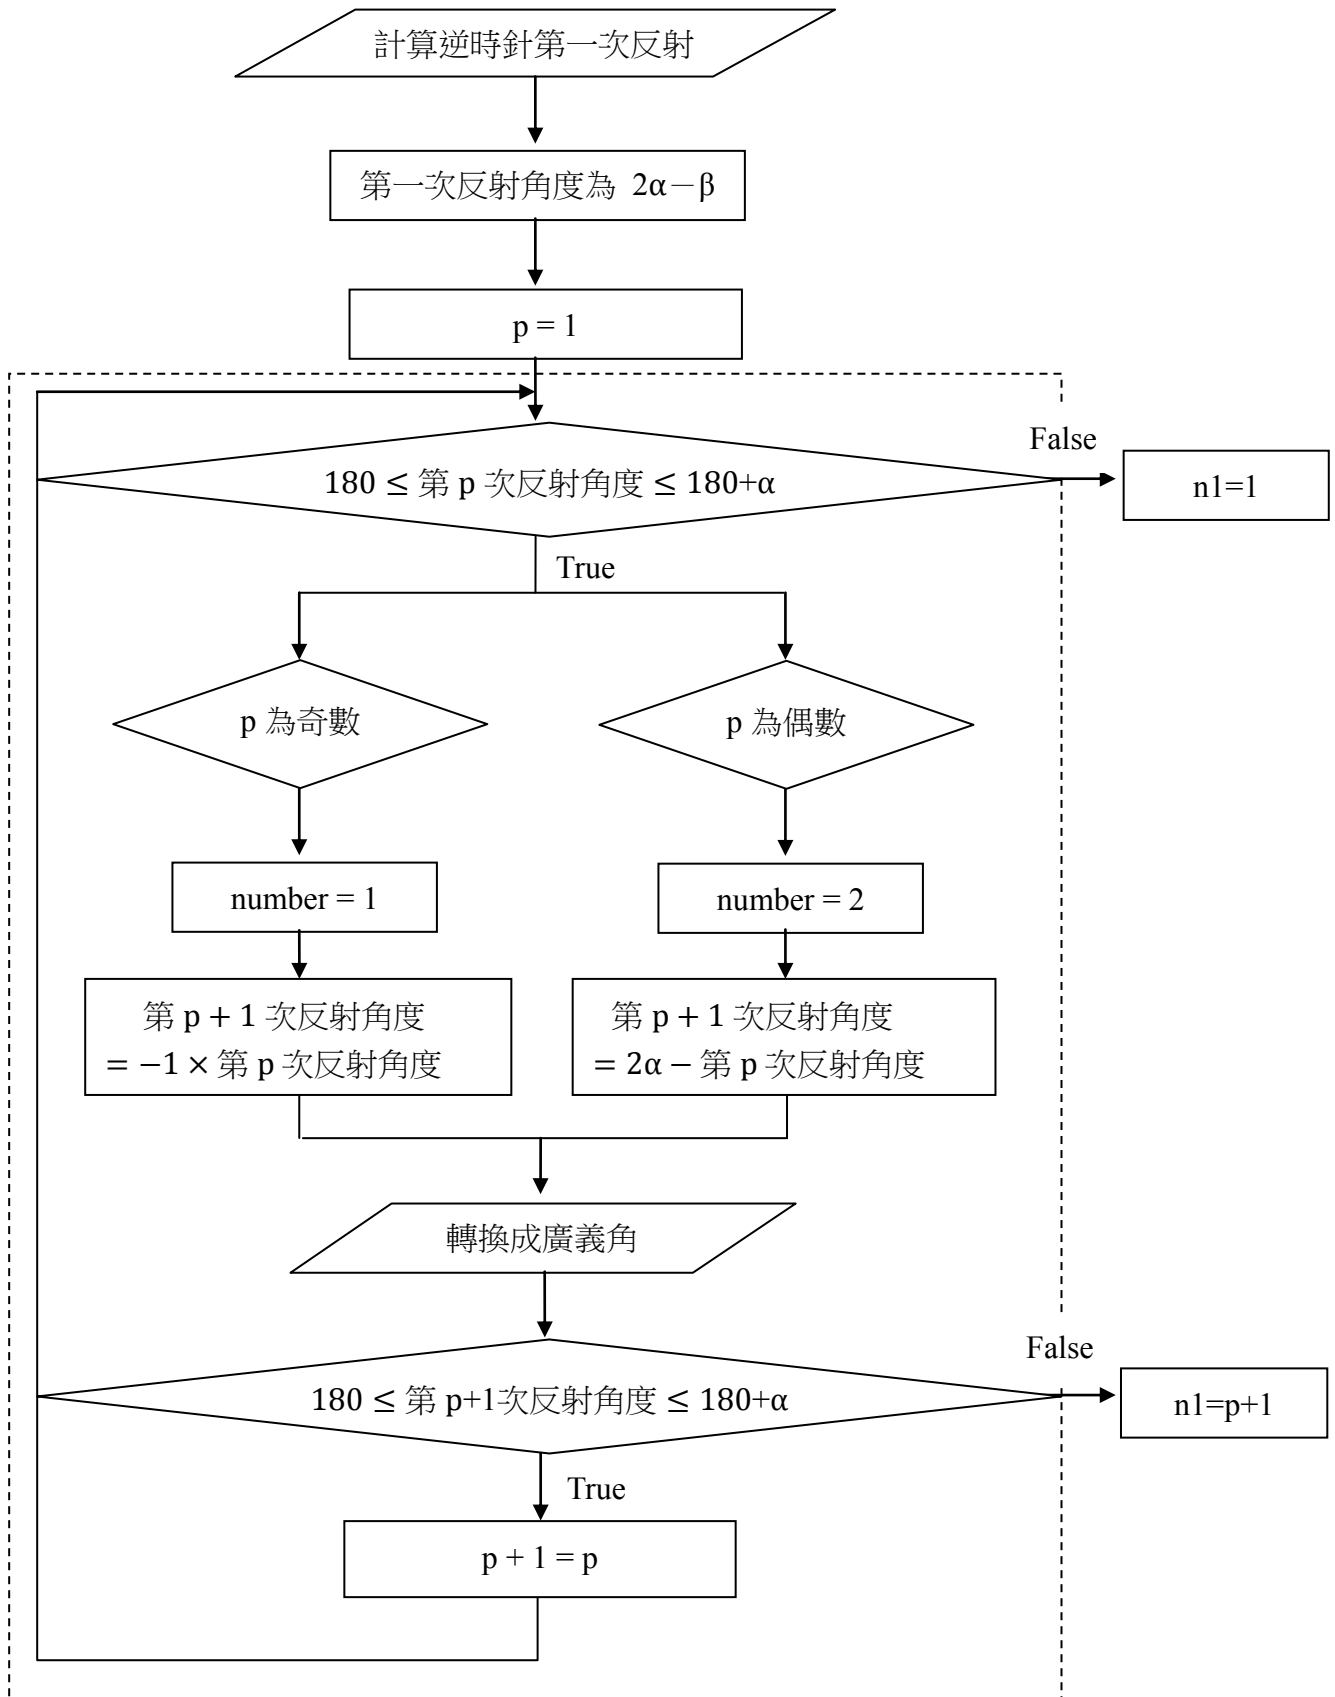 計算逆時針第一次反射
第一次反射角度為 2α－β
p = 1
False
180 ≤ 第 p 次反射角度 ≤ 180+α
n1=1
True
p 為奇數
p 為偶數
number = 1
number = 2
第 p + 1 次反射角度
= −1 × 第 p 次反射角度
第 p + 1 次反射角度
= 2α − 第 p 次反射角度
轉換成廣義角
False
180 ≤ 第 p+1次反射角度 ≤ 180+α
n1=p+1
True
p + 1 = p